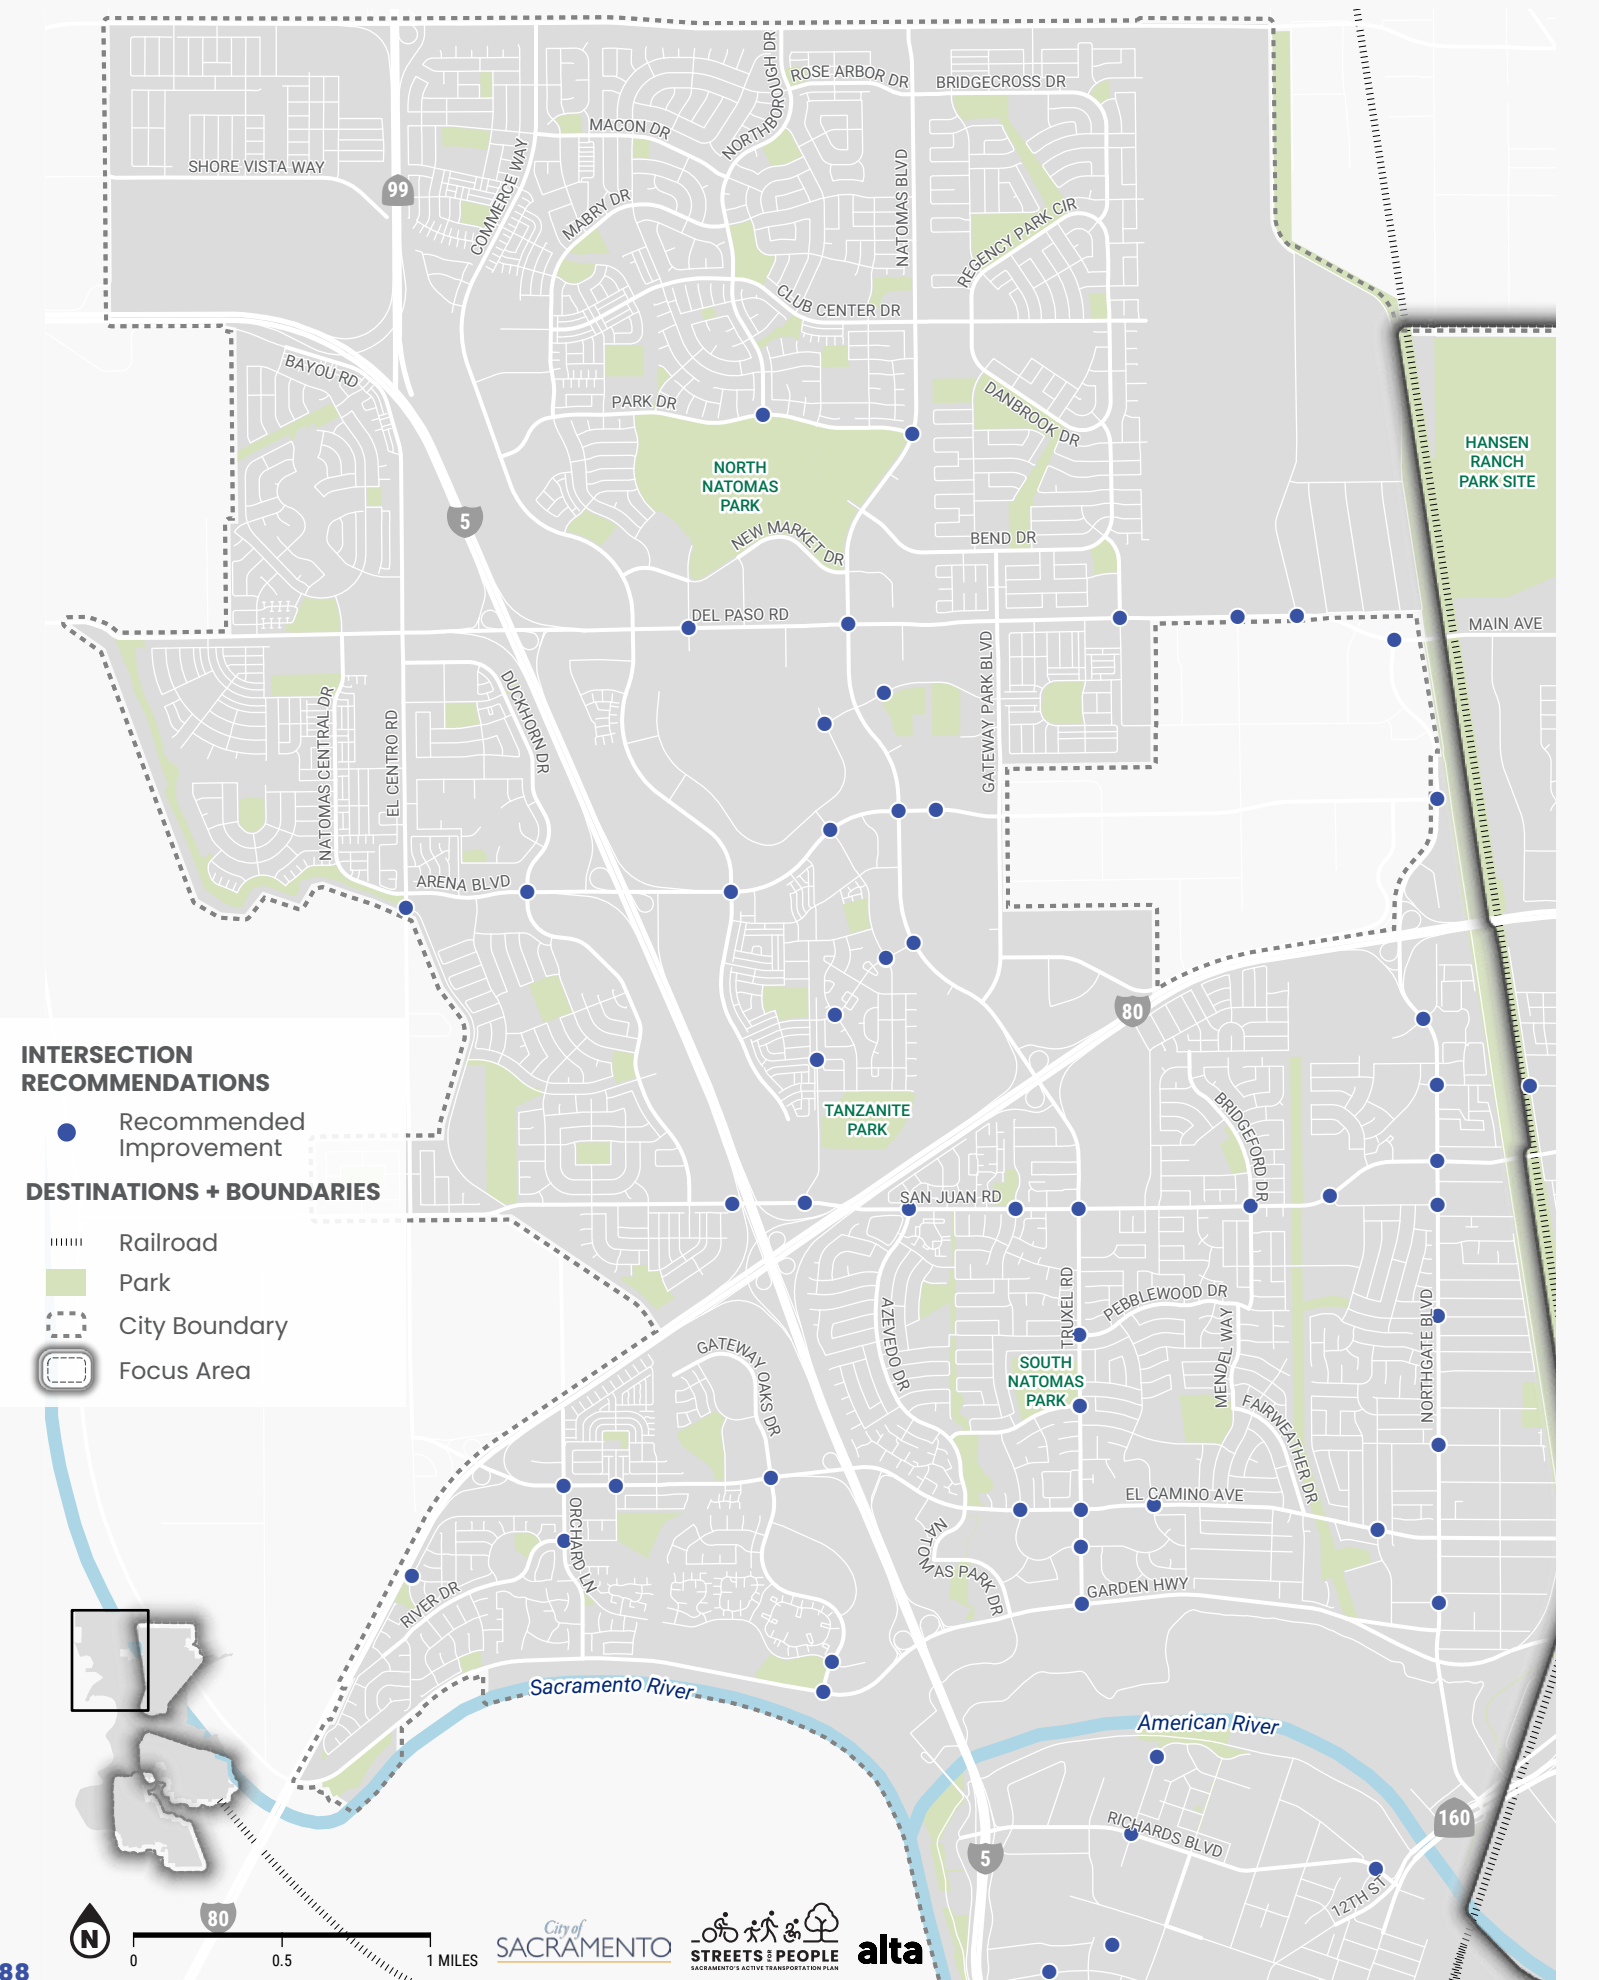 NORTHBOROUGH DR
ROSE ARBOR DR
BRIDGECROSS DR
MACON DR
SHORE VISTA WAY
99
COMMERCE WAY
MABRY DR
NATOMAS BLVD
REGENCY PARK CIR
CLUB CENTER DR
BAYOU RD
PARK DR
DANBROOK DR
HANSEN
RANCH
PARK SITE
NORTH
NATOMAS
PARK
5
NEW MARKET DR
BEND DR
DEL PASO RD
MAIN AVE
GATEWAY PARK BLVD
DUCKHORN DR
NATOMAS CENTRAL DR
EL CENTRO RD
ARENA BLVD
80
INTERSECTION
RECOMMENDATIONS
Recommended
Improvement
DESTINATIONS + BOUNDARIES
Railroad
Park
City Boundary
Focus Area
TANZANITE
PARK
BRIDGEFORD DR
SAN JUAN RD
AZEVEDO DR
TRUXEL RD
PEBBLEWOOD DR
MENDEL WAY
NORTHGATE BLVD
GATEWAY OAKS DR
SOUTH
NATOMAS
PARK
FAIRWEATHER DR
ORCHARD LN
EL CAMINO AVE
NATOMAS PARK DR
GARDEN HWY
RIVER DR
Sacramento River
American River
RICHARDS BLVD
160
5
12TH ST
80
N
0
0.5
1 MILES
City of
SACRAMENTO
STREETS FOR PEOPLE
SACRAMENTO'S ACTIVE TRANSPORTATION PLAN
alta
88